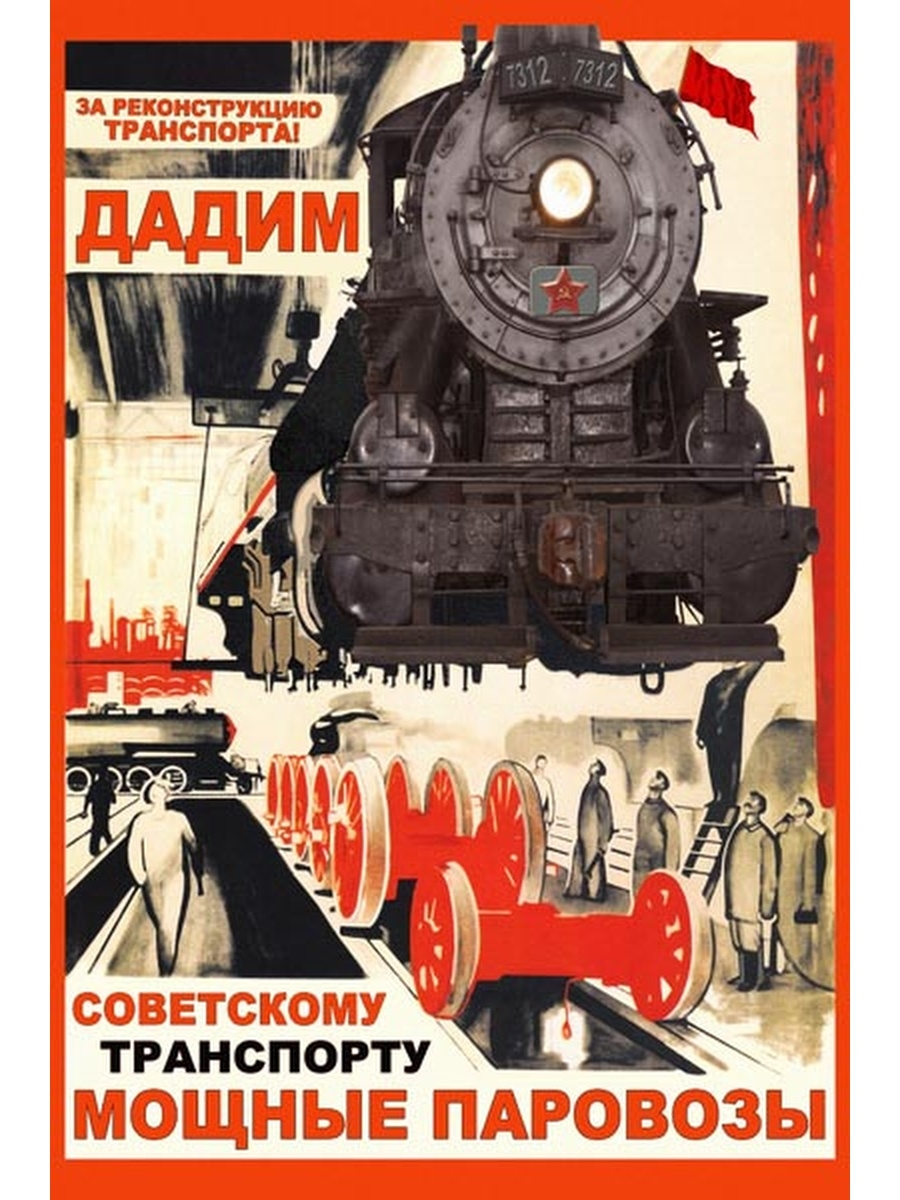 7312 7312
ЗА РЕКОНСТРУКЦИЮ
ТРАНСПОРТА!
ДАДИМ
СОВЕТСКОМУ
ТРАНСПОРТУ
МОЩНЫЕ ПАРОВОЗЫ